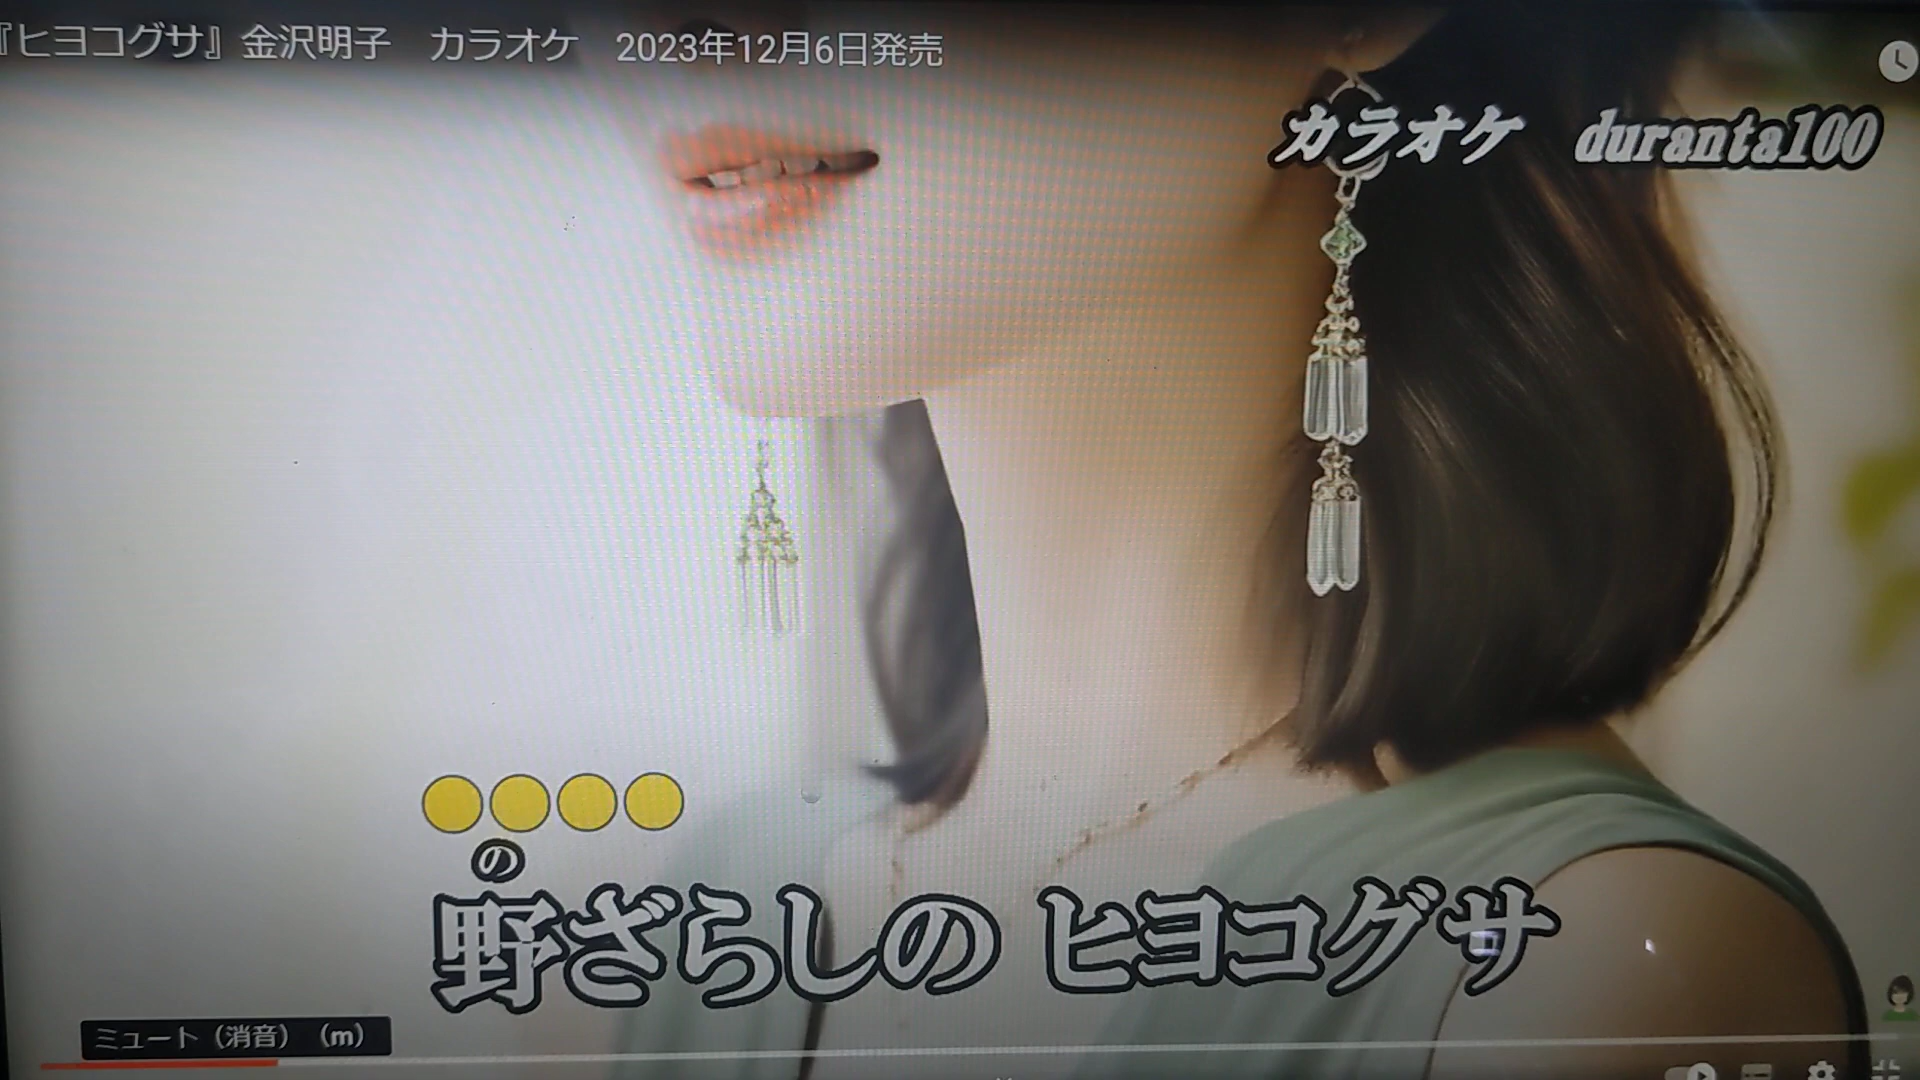 『ヒヨコグサ』金沢明子　カラオケ　2023年12月6日発売
カラオケ　duranta100
の
野ざらしの ヒヨコグサ
ミュート（消音）（m）